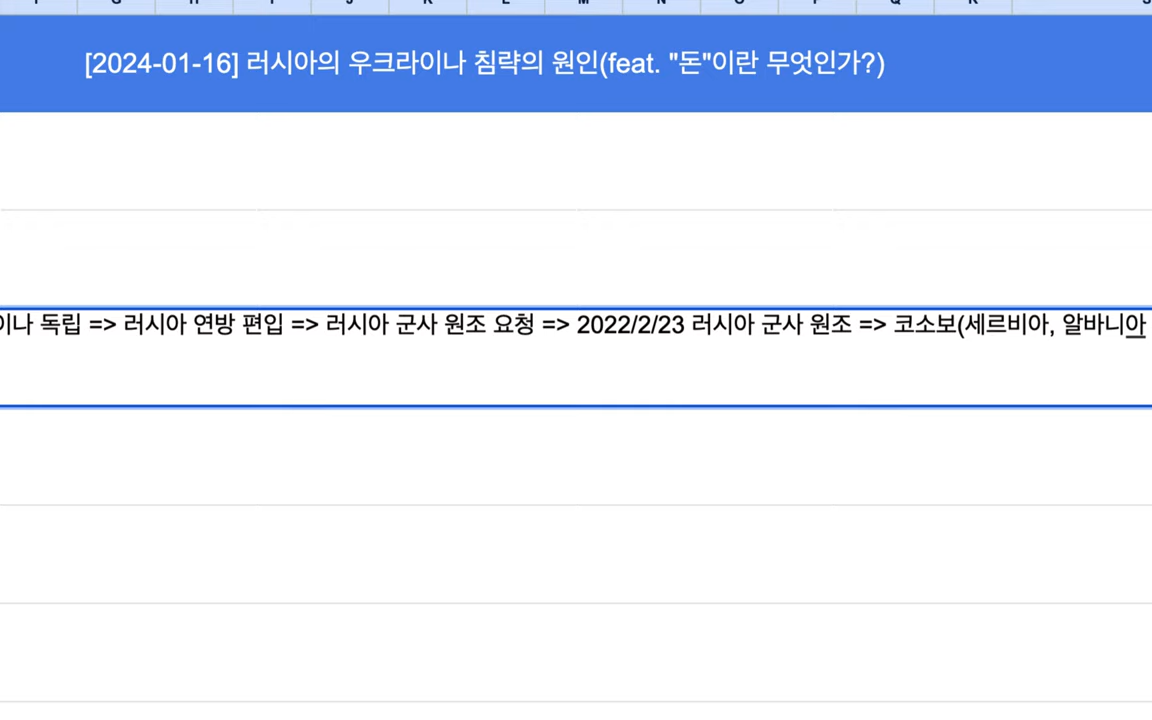 [2024-01-16] 러시아의 우크라이나 침략의 원인(feat. "돈"이란 무엇인가?)
이나 독립 => 러시아 연방 편입 => 러시아 군사 원조 요청 => 2022/2/23 러시아 군사 원조 => 코소보(세르비아, 알바니아